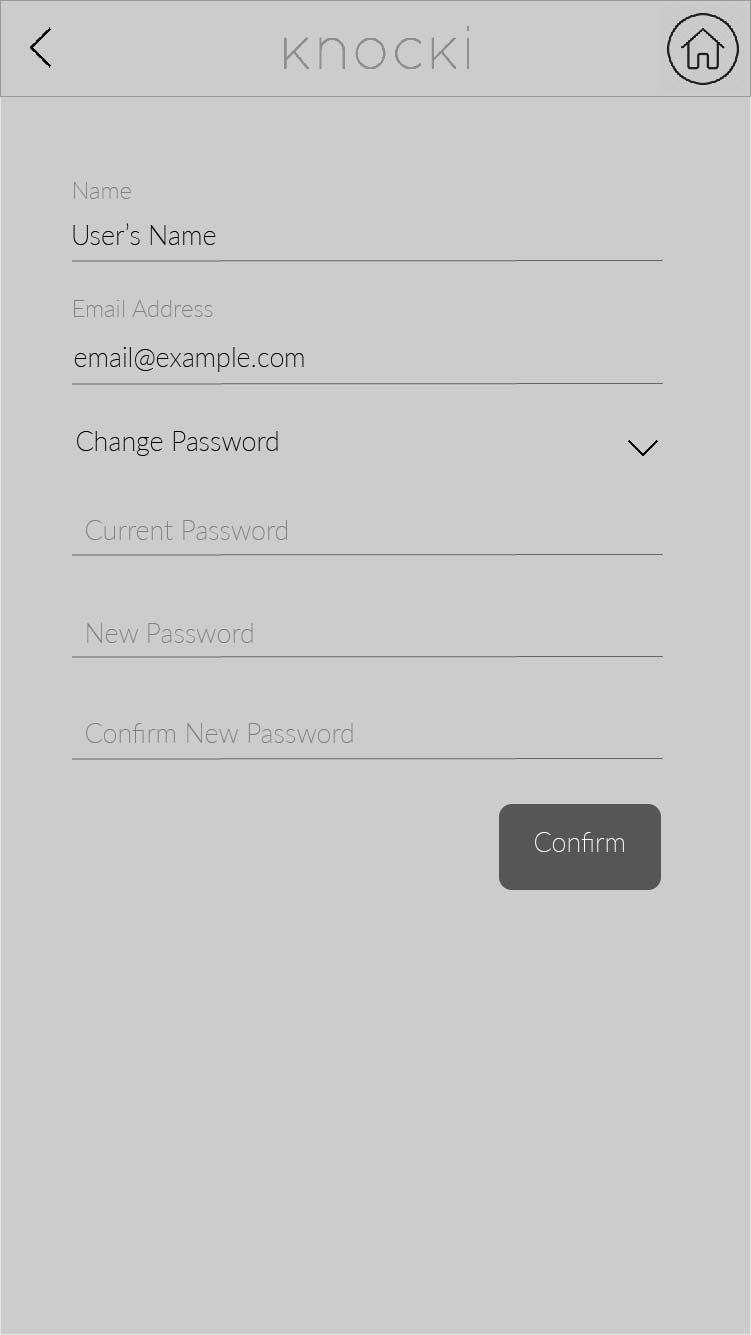 knocki
Name
User’s Name
Email Address
email@example.com
Change Password
Current Password
New Password
Confirm New Password
Confirm